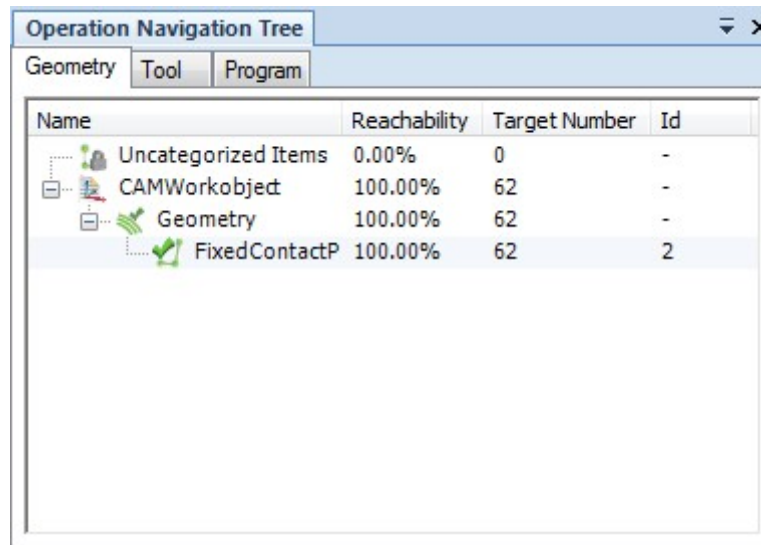 Operation Navigation Tree
Geometry Tool Program
Name Reachability Target Number Id
Uncategorized Items 0.00% 0 -
CAMWorkobject 100.00% 62 -
Geometry 100.00% 62 -
FixedContactP 100.00% 62 2